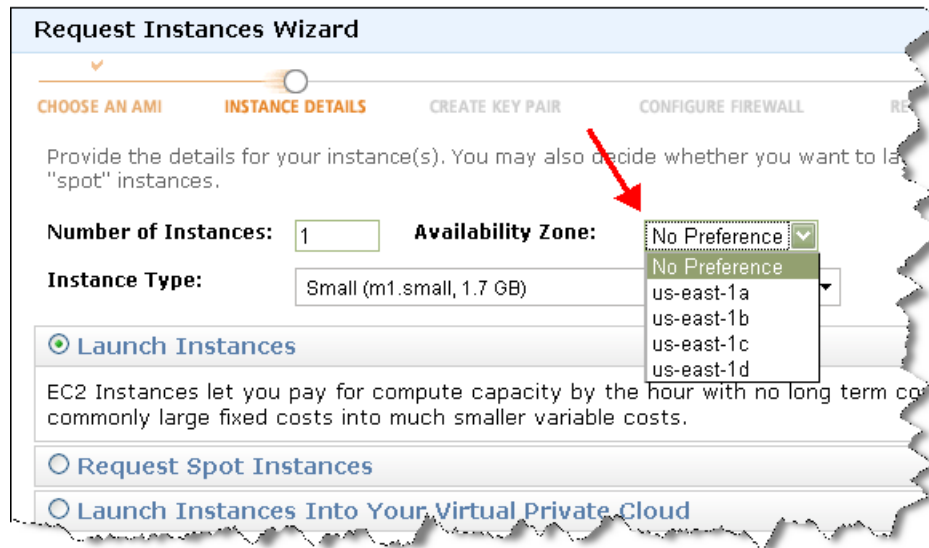 Request Instances Wizard
CHOOSE AN AMI INSTANCE DETAILS CREATE KEY PAIR CONFIGURE FIREWALL
Provide the details for your instance(s). You may also decide whether you want to
"spot" instances.
Number of Instances: 1 Availability Zone: No Preference
No Preference
Instance Type: Small (m1.small, 1.7 GB)
us-east-1a
us-east-1b
us-east-1c
us-east-1d
Launch Instances
EC2 Instances let you pay for compute capacity by the hour with no long term
commonly large fixed costs into much smaller variable costs.
Request Spot Instances
Launch Instances Into Your Virtual Private Cloud